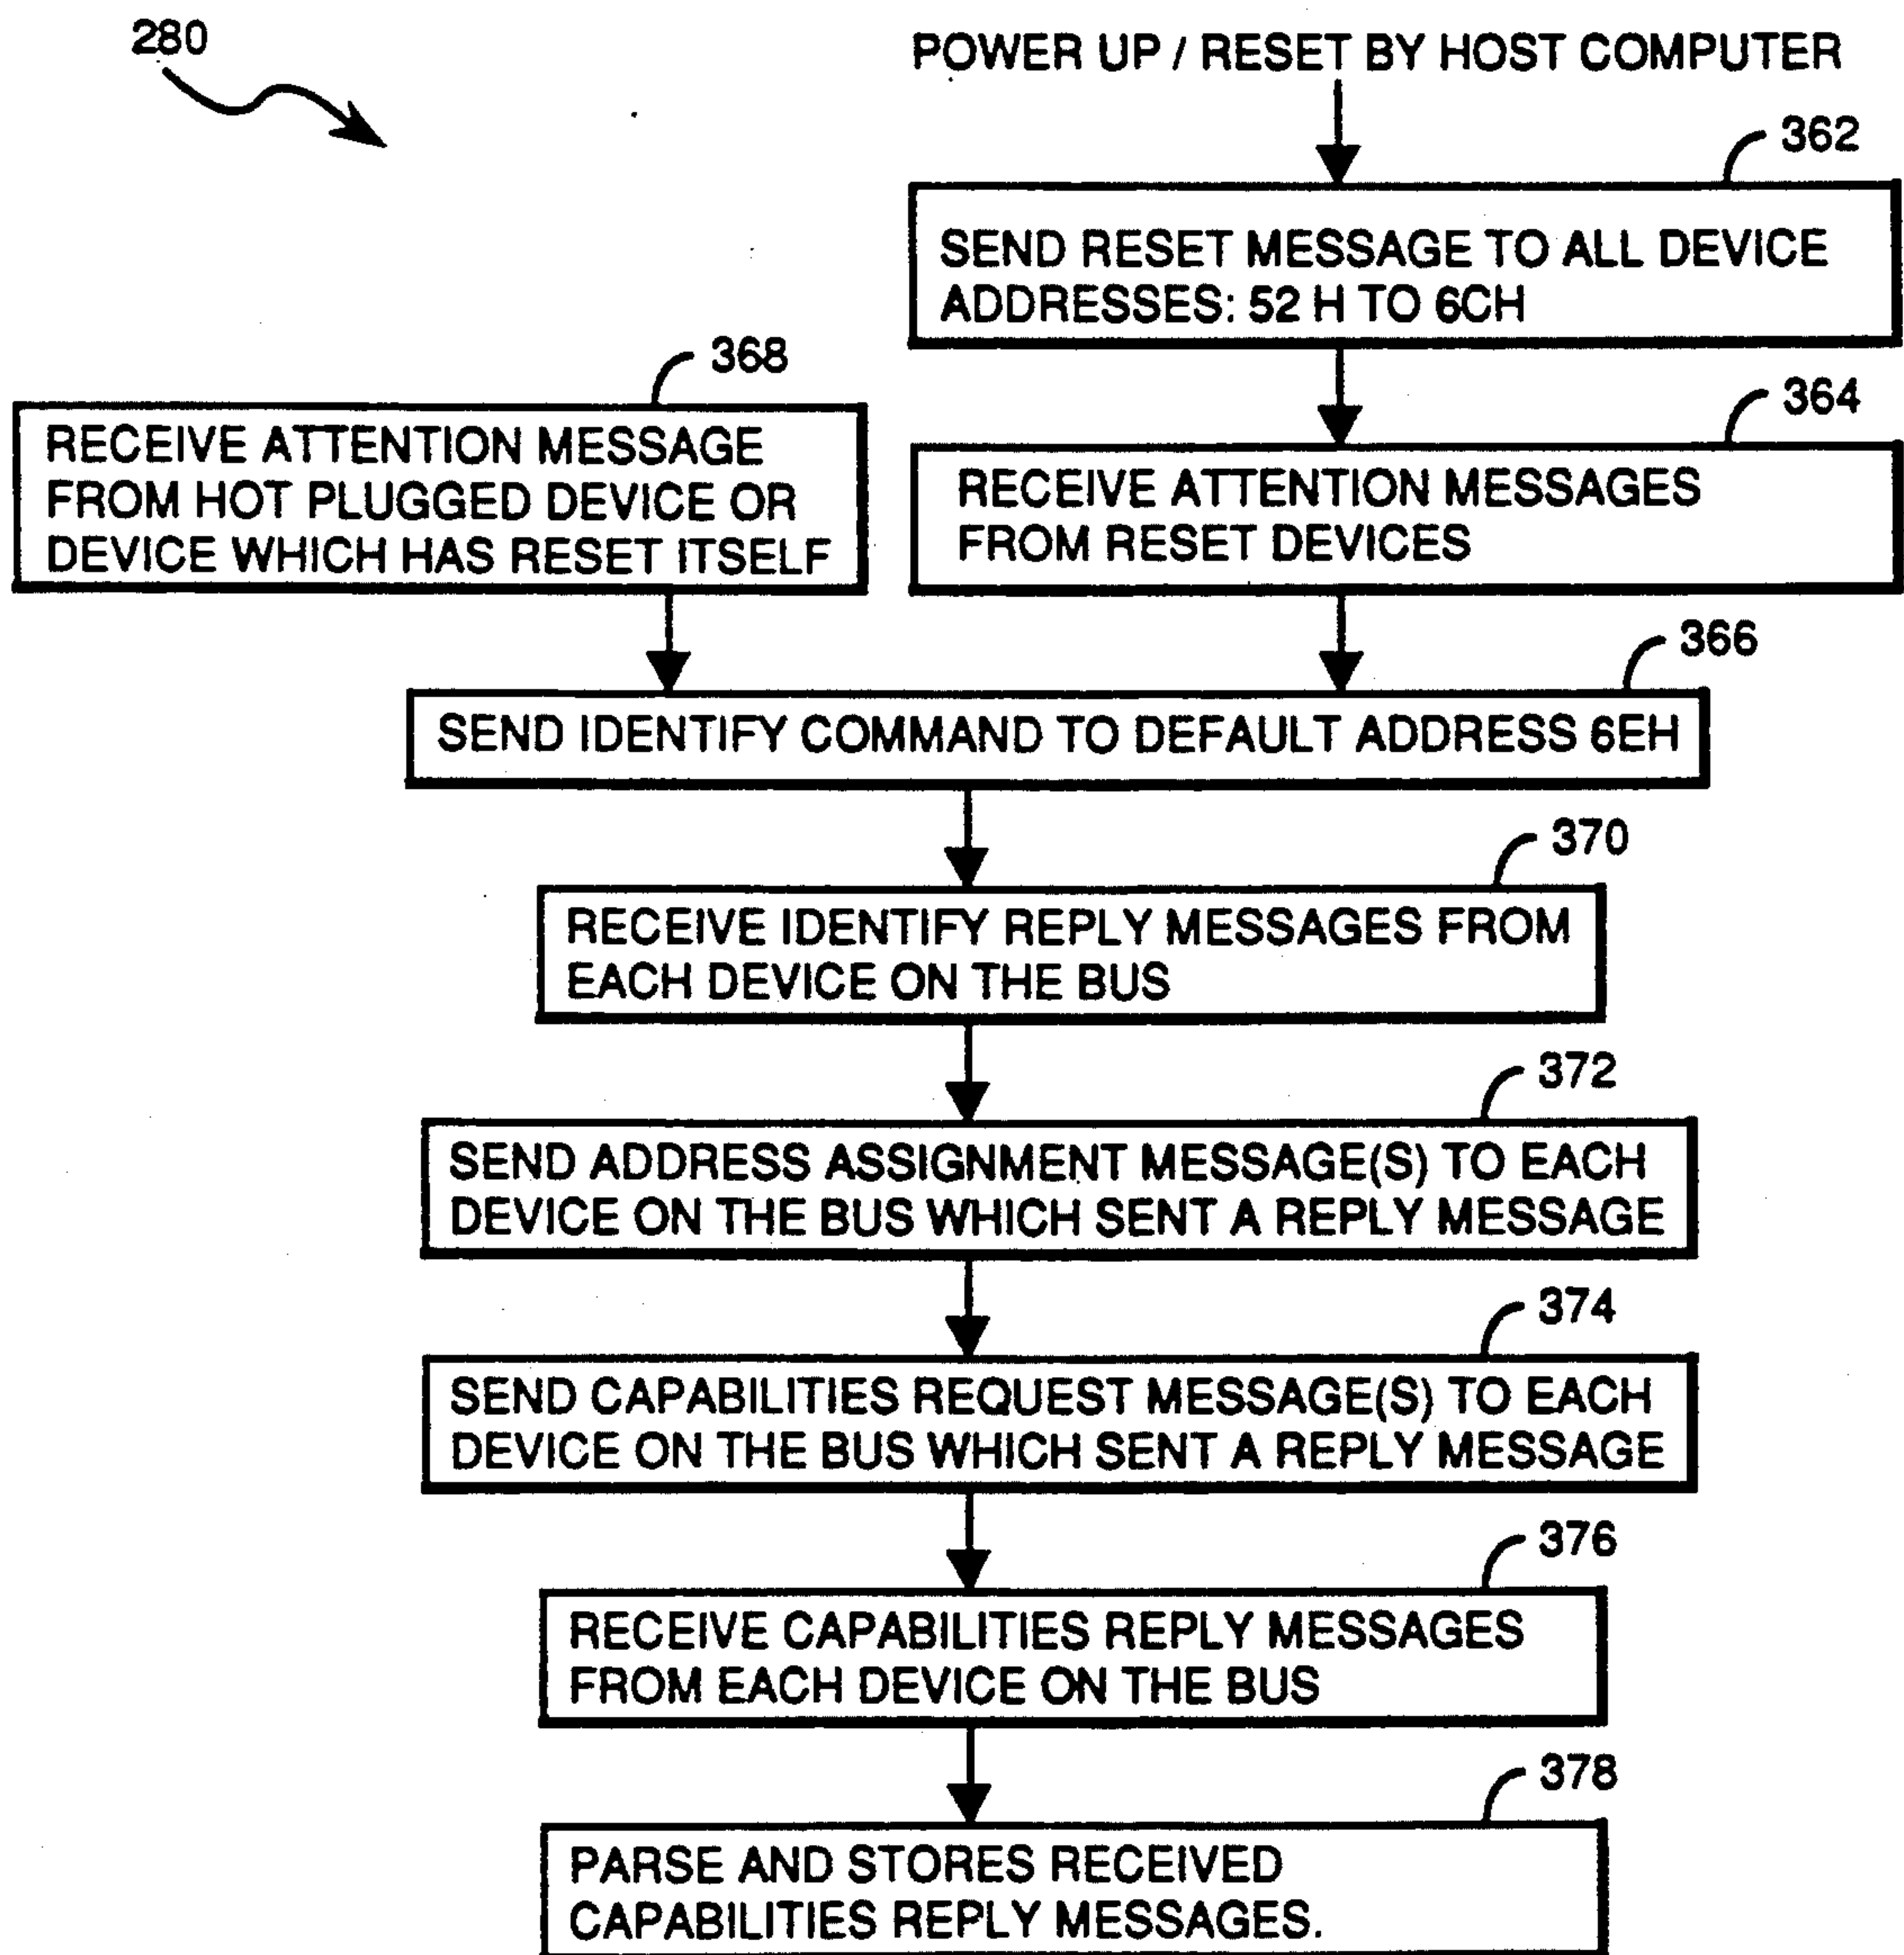 280
POWER UP / RESET BY HOST COMPUTER
362
SEND RESET MESSAGE TO ALL DEVICE
ADDRESSES: 52 H TO 6CH
368
RECEIVE ATTENTION MESSAGE
FROM HOT PLUGGED DEVICE OR
DEVICE WHICH HAS RESET ITSELF
364
RECEIVE ATTENTION MESSAGES
FROM RESET DEVICES
366
SEND IDENTIFY COMMAND TO DEFAULT ADDRESS 6EH
370
RECEIVE IDENTIFY REPLY MESSAGES FROM
EACH DEVICE ON THE BUS
372
SEND ADDRESS ASSIGNMENT MESSAGE(S) TO EACH
DEVICE ON THE BUS WHICH SENT A REPLY MESSAGE
374
SEND CAPABILITIES REQUEST MESSAGE(S) TO EACH
DEVICE ON THE BUS WHICH SENT A REPLY MESSAGE
376
RECEIVE CAPABILITIES REPLY MESSAGES
FROM EACH DEVICE ON THE BUS
378
PARSE AND STORES RECEIVED
CAPABILITIES REPLY MESSAGES.